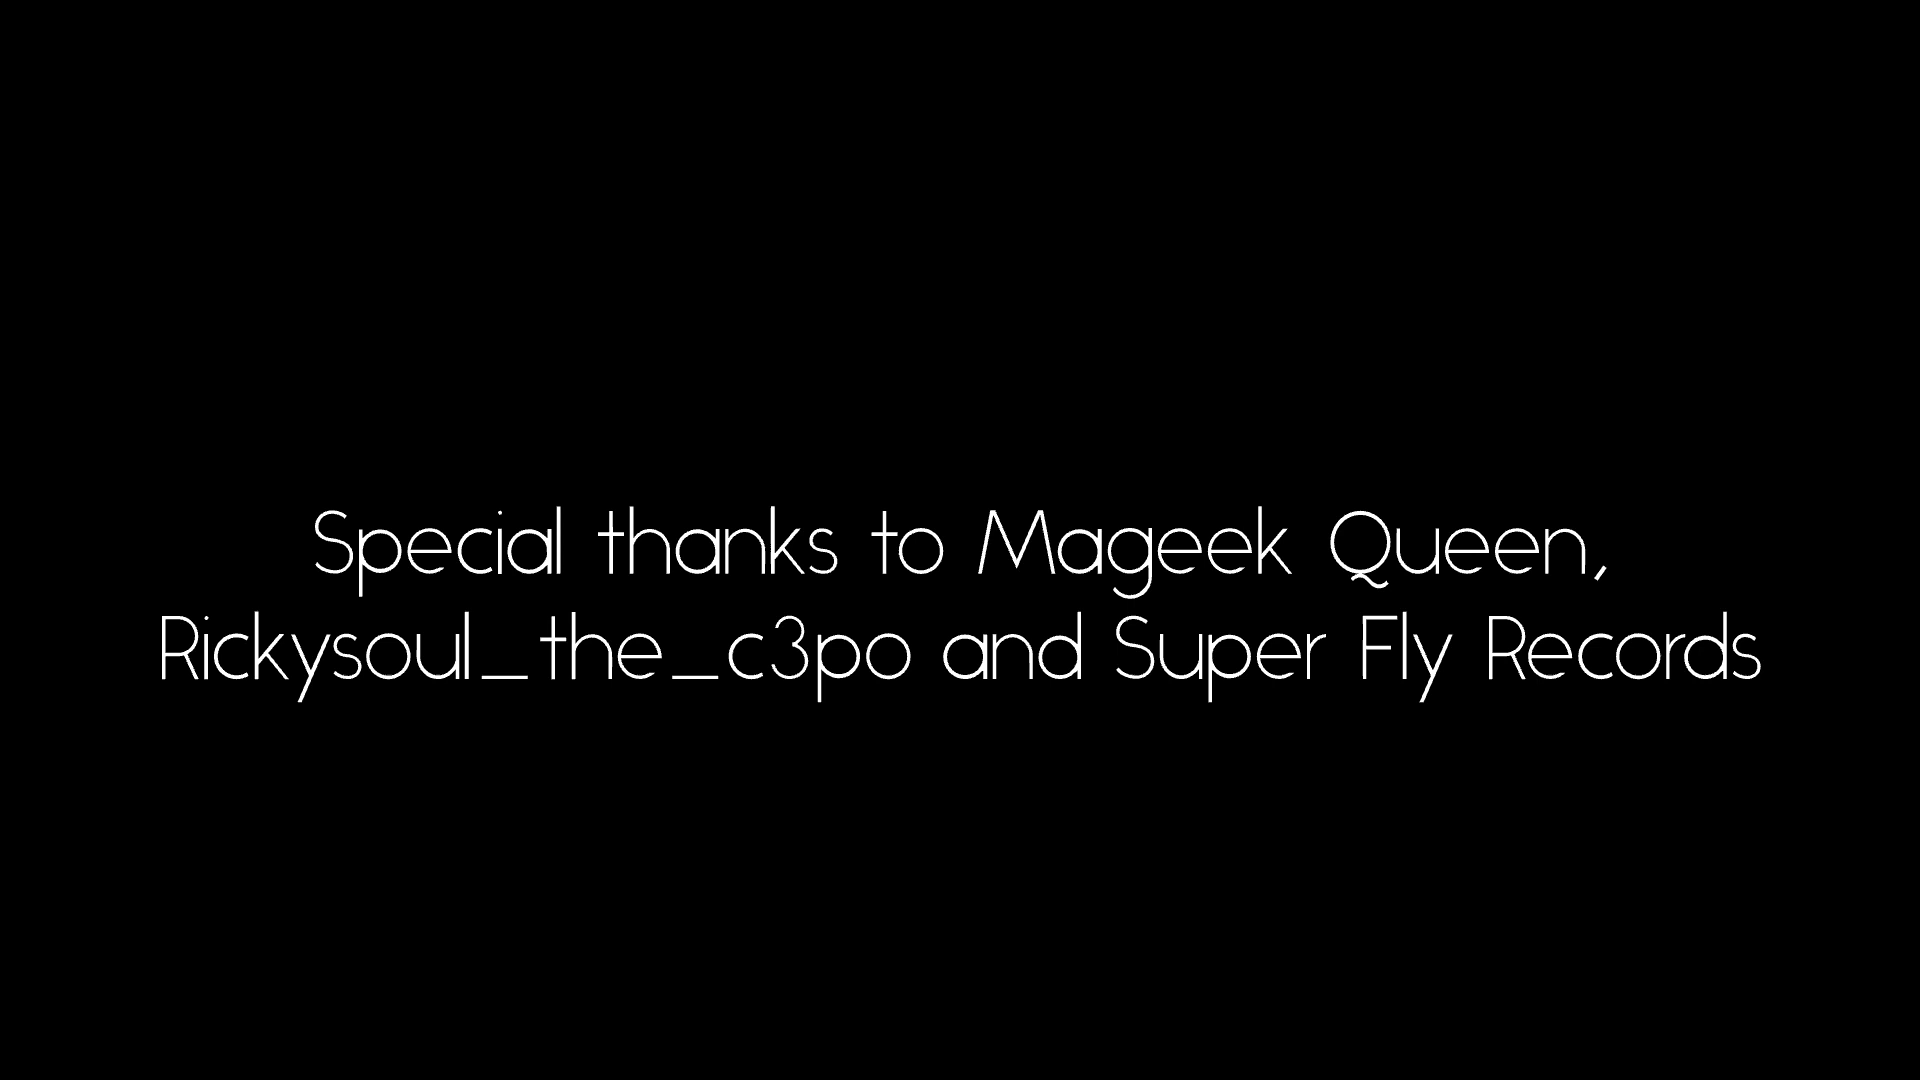 Special thanks to Mageek Queen,
Rickysoul_the_c3po and Super Fly Records